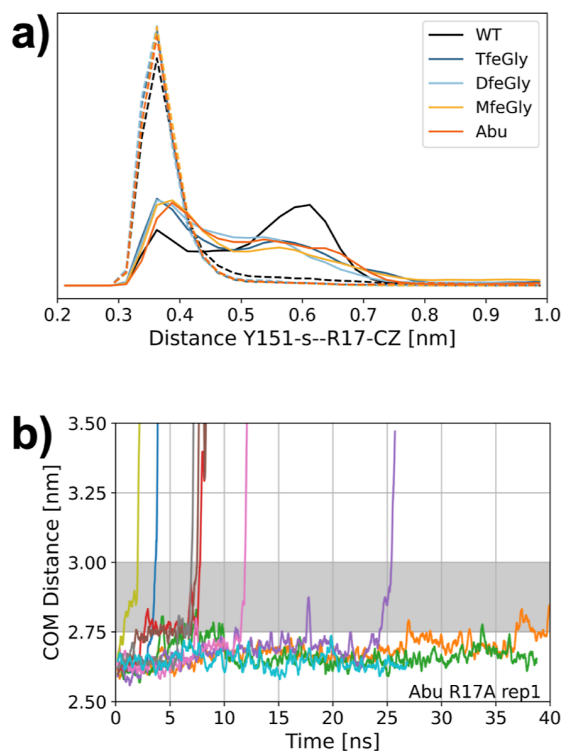 a)
WT
TfeGly
DfeGly
MfeGly
Abu
0.2 0.3 0.4 0.5 0.6 0.7 0.8 0.9 1.0
Distance Y151-s--R17-CZ [nm]
b)
3.50
3.25
3.00
2.75
2.50
COM Distance [nm]
Abu R17A rep1
0 5 10 15 20 25 30 35 40
Time [ns]